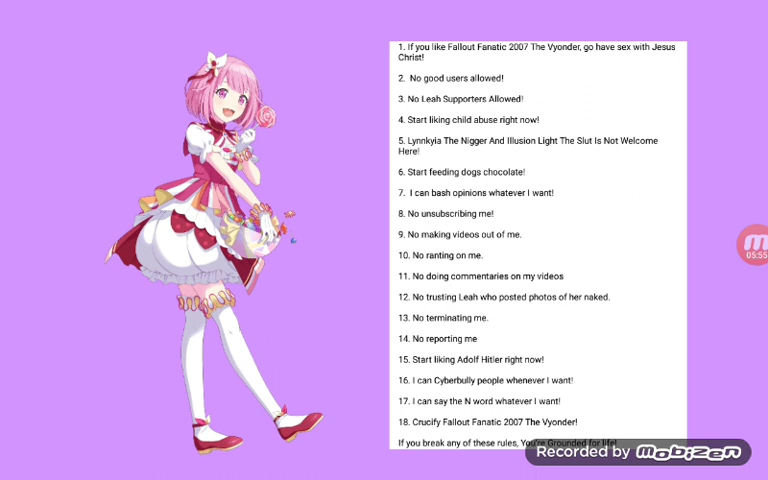 1. If you like Fallout Fanatic 2007 The Vyonder, go have sex with Jesus
Christ!
2. No good users allowed!
3. No Leah Supporters Allowed!
4. Start liking child abuse right now!
5. Lynnkyia The Nigger And Illusion Light The Slut Is Not Welcome
Here!
6. Start feeding dogs chocolate!
7. I can bash opinions whatever I want!
8. No unsubscribing me!
9. No making videos out of me.
10. No ranting on me.
11. No doing commentaries on my videos
12. No trusting Leah who posted photos of her naked.
13. No terminating me.
14. No reporting me
15. Start liking Adolf Hitler right now!
16. I can Cyberbully people whenever I want!
17. I can say the N word whatever I want!
18. Crucify Fallout Fanatic 2007 The Vyonder!
If you break any of these rules, You're Grounded for life!
05:55
Recorded by mobizen